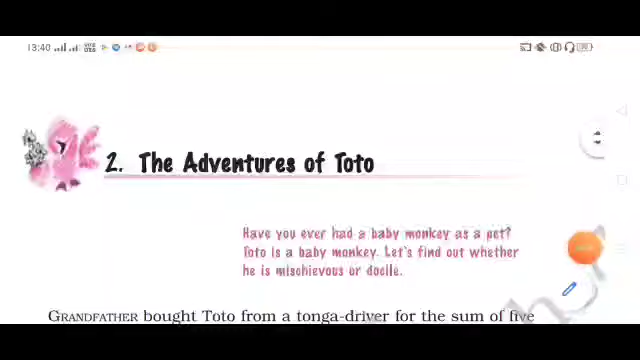 13:40
2. The Adventures of Toto
Have you ever had a baby monkey as a pet?
Toto is a baby monkey. Let's find out whether
he is mischievous or docile.
GRANDFATHER bought Toto from a tonga-driver for the sum of five